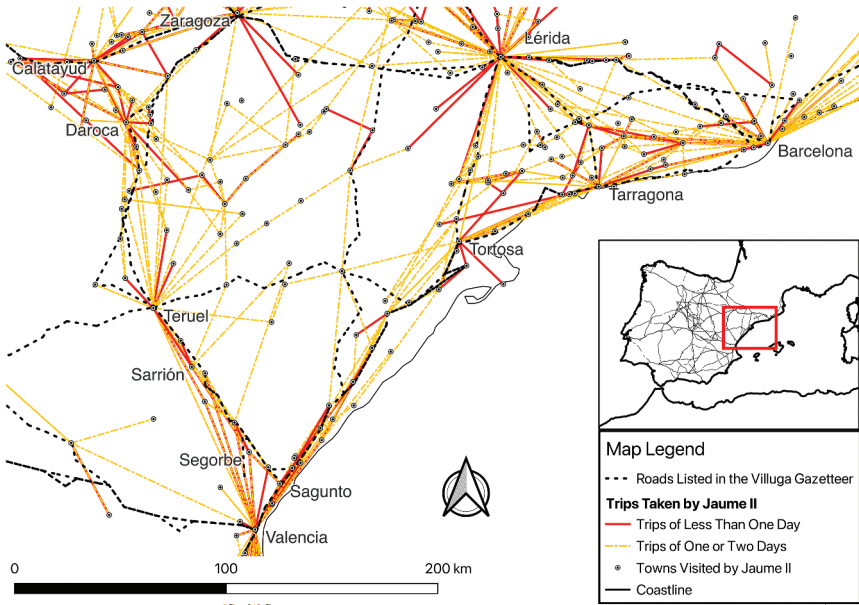 Zaragoza
Lérida
Calatayud
Daroca
Barcelona
Tarragona
Tortosa
Teruel
Sarrión
Segorbe
Sagunto
Valencia
Map Legend
Roads Listed in the Villuga Gazetteer
Trips Taken by Jaume II
Trips of Less Than One Day
Trips of One or Two Days
Towns Visited by Jaume II
Coastline
0 100 200 km